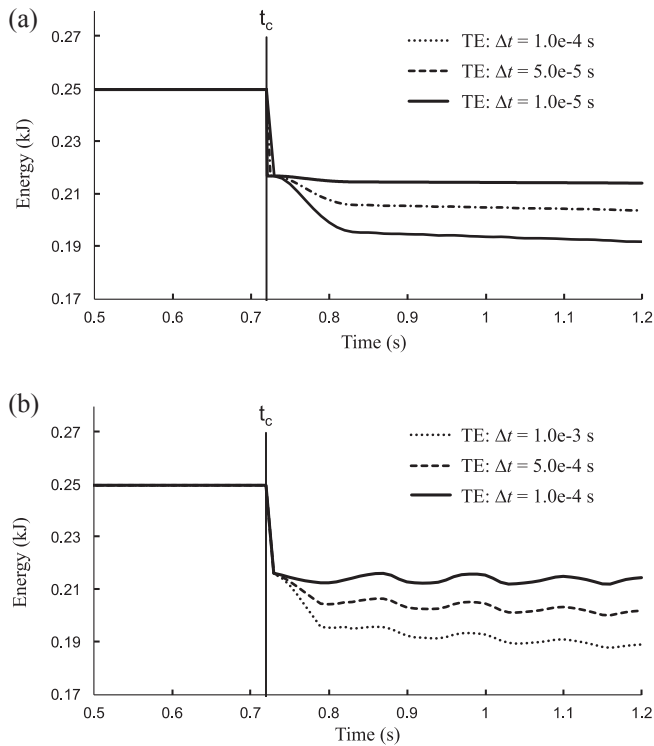 (a)
t_c
0.27
0.25
0.23
0.21
0.19
0.17
Energy (kJ)
TE: Δt = 1.0e-4 s
TE: Δt = 5.0e-5 s
TE: Δt = 1.0e-5 s
0.5 0.6 0.7 0.8 0.9 1 1.1 1.2
Time (s)
(b)
t_c
0.27
0.25
0.23
0.21
0.19
0.17
Energy (kJ)
TE: Δt = 1.0e-3 s
TE: Δt = 5.0e-4 s
TE: Δt = 1.0e-4 s
0.5 0.6 0.7 0.8 0.9 1 1.1 1.2
Time (s)